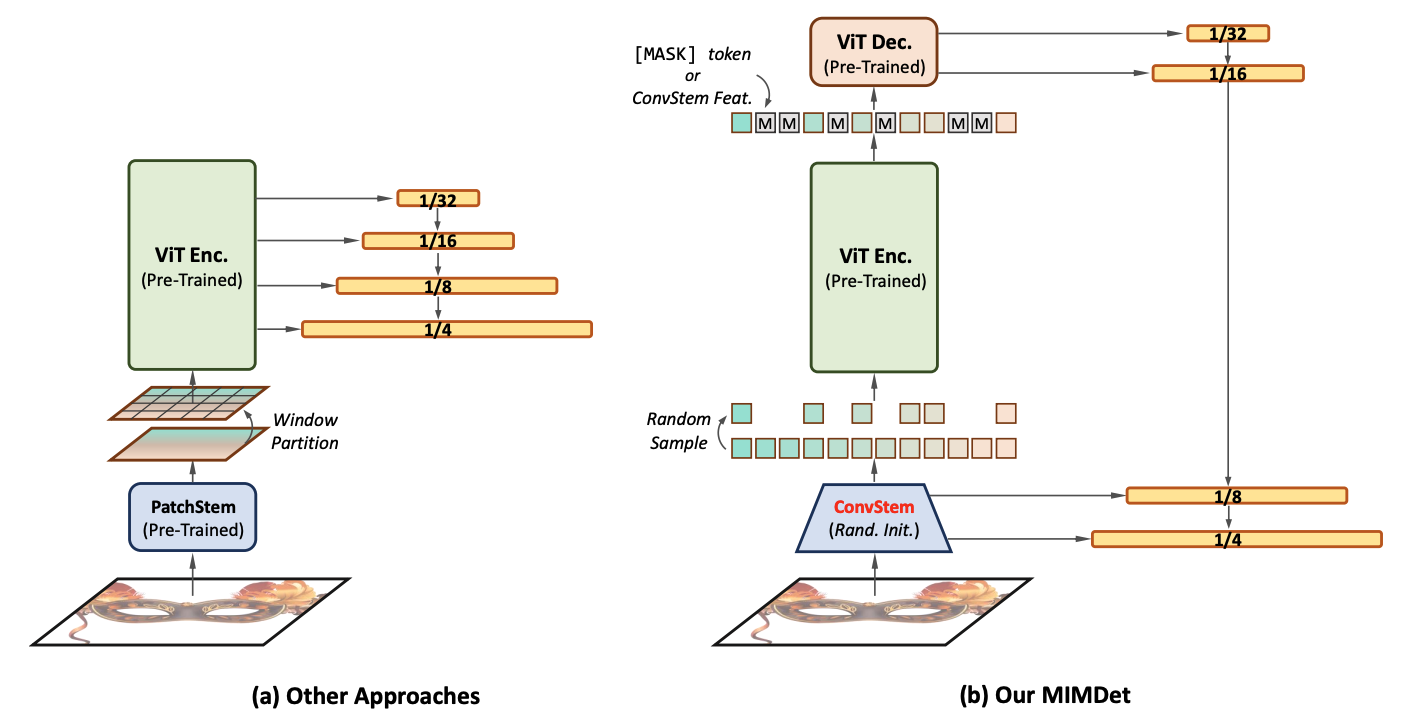 ViT Enc.
(Pre-Trained)
1/32
1/16
1/8
1/4
Window
Partition
PatchStem
(Pre-Trained)
(a) Other Approaches
[MASK] token
or
ConvStem Feat.
ViT Dec.
(Pre-Trained)
1/32
1/16
M M M M M M
ViT Enc.
(Pre-Trained)
Random
Sample
ConvStem
(Rand. Init.)
1/8
1/4
(b) Our MIMDet